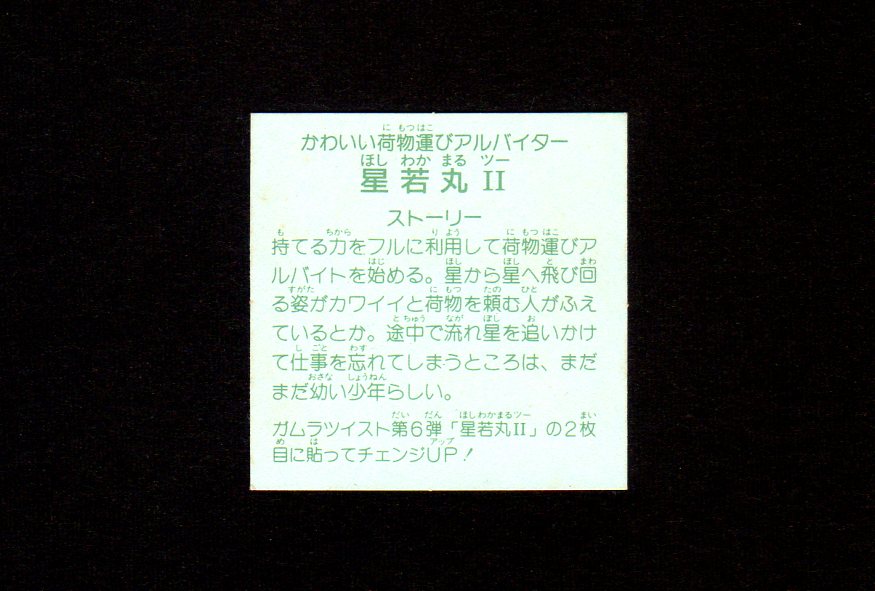 かわいい荷物運びアルバイター
星若丸II
ストーリー
持てる力をフルに利用して荷物運びア
ルバイトを始める。星から星へ飛び回
る姿がカワイイと荷物を頼む人がふえ
ているとか。途中で流れ星を追いかけ
て仕事を忘れてしまうところは、まだ
まだ幼い少年らしい。
ガムラツイスト第6弾「星若丸II」の2枚
目に貼ってチェンジUP!